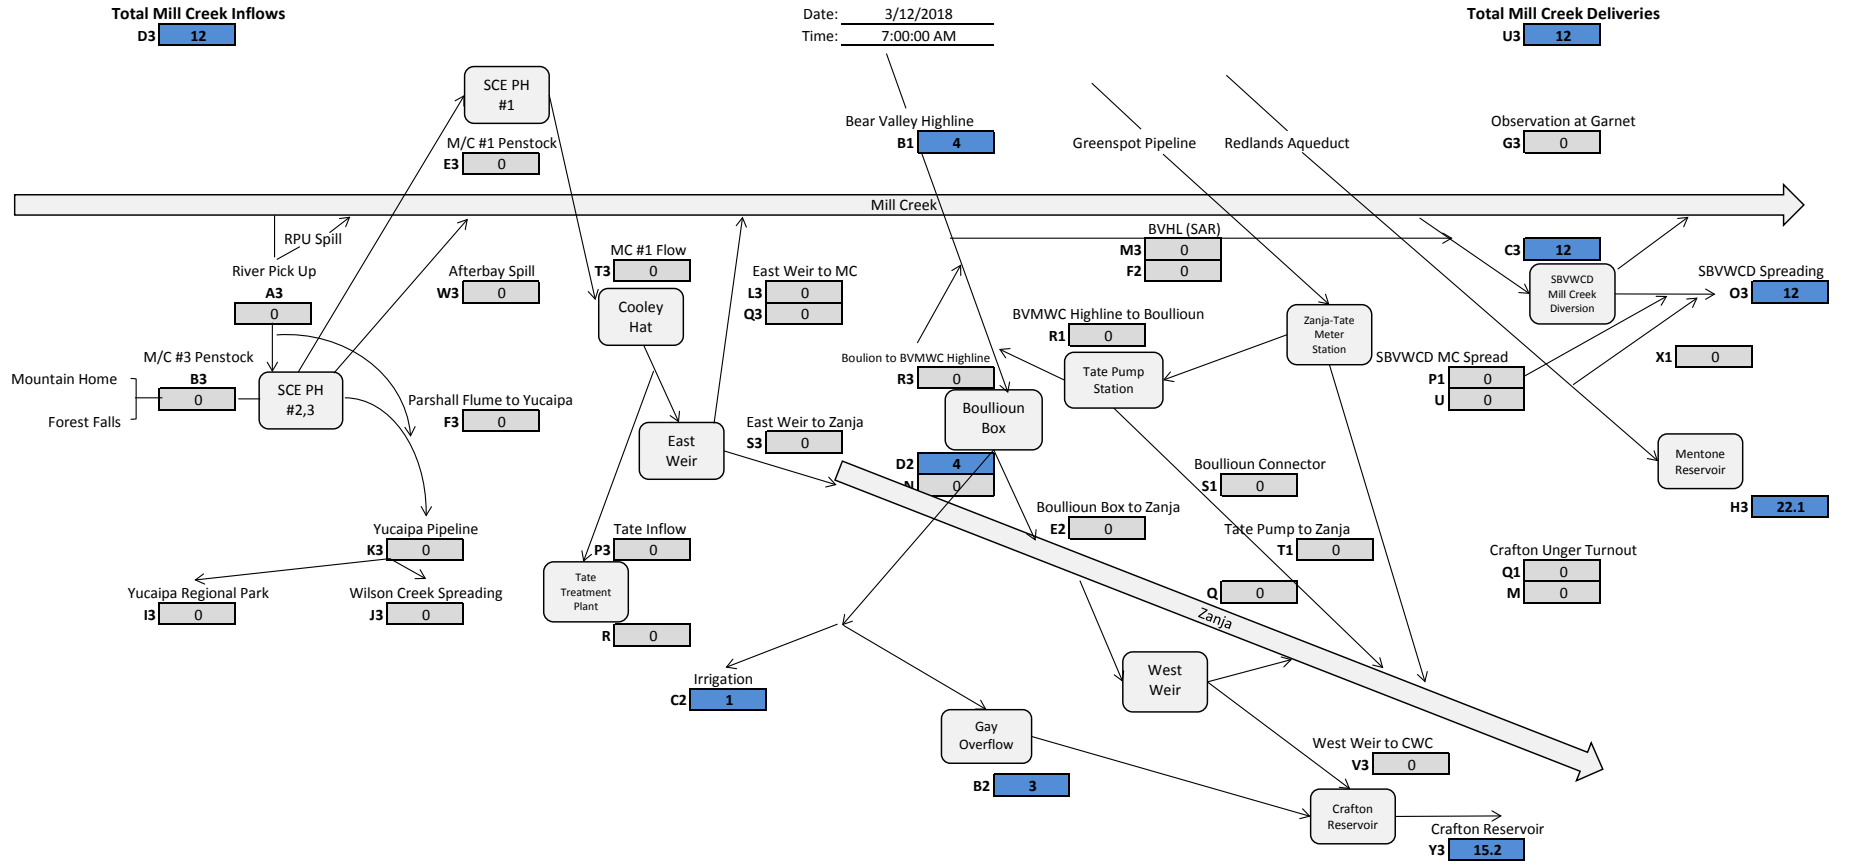 Total Mill Creek Inflows
D3 12
Date: 3/12/2018
Time: 7:00:00 AM
Total Mill Creek Deliveries
U3 12
SCE PH
#1
M/C #1 Penstock
E3 0
Bear Valley Highline
B1 4
Greenspot Pipeline
Redlands Aqueduct
Observation at Garnet
G3 0
Mill Creek
RPU Spill
River Pick Up
A3
0
Afterbay Spill
W3 0
MC #1 Flow
T3 0
Cooley
Hat
East Weir to MC
L3 0
Q3 0
BVHL (SAR)
M3 0
F2 0
C3 12
SBVWCD
Mill Creek
Diversion
SBVWCD Spreading
O3 12
BVMWC Highline to Boullioun
R1 0
Zanja-Tate
Meter
Station
Boulion to BVMWC Highline
R3 0
Tate Pump
Station
SBVWCD MC Spread
P1 0
U 0
X1 0
M/C #3 Penstock
B3
0
Mountain Home
Forest Falls
SCE PH
#2,3
Parshall Flume to Yucaipa
F3 0
East
Weir
East Weir to Zanja
S3 0
Boullioun
Box
D2 4
N 0
Boullioun Connector
S1 0
Mentone
Reservoir
H3 22.1
Boullioun Box to Zanja
E2 0
Tate Pump to Zanja
T1 0
Yucaipa Pipeline
K3 0
Tate Inflow
P3 0
Tate
Treatment
Plant
R 0
Crafton Unger Turnout
Q1 0
M 0
Yucaipa Regional Park
I3 0
Wilson Creek Spreading
J3 0
Q 0
Zanja
Irrigation
C2 1
West
Weir
Gay
Overflow
B2 3
West Weir to CWC
V3 0
Crafton
Reservoir
Crafton Reservoir
Y3 15.2